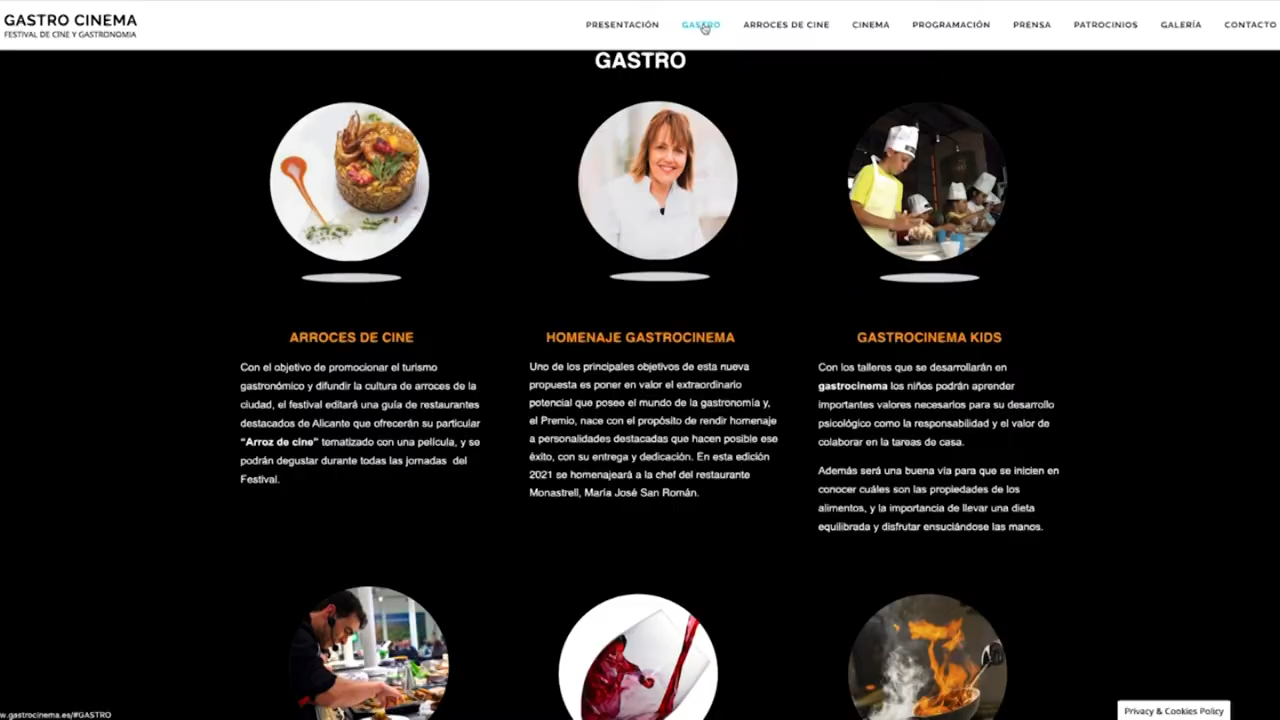 GASTRO CINEMA
FESTIVAL DE CINE Y GASTRONOMIA
PRESENTACIÓN GASTRO ARROCES DE CINE CINEMA PROGRAMACIÓN PRENSA PATROCINIOS GALERÍA CONTACTO
GASTRO
ARROCES DE CINE
Con el objetivo de promocionar el turismo
gastronómico y difundir la cultura de arroces de la
ciudad, el festival editará una guía de restaurantes
destacados de Alicante que ofrecerán su particular
“Arroz de cine” tematizado con una película, y se
podrán degustar durante todas las jornadas del
Festival.
HOMENAJE GASTROCINEMA
Uno de los principales objetivos de esta nueva
propuesta es poner en valor el extraordinario
potencial que posee el mundo de la gastronomía y,
el Premio, nace con el propósito de rendir homenaje
a personalidades destacadas que hacen posible ese
éxito, con su entrega y dedicación. En esta edición
2021 se homenajeará a la chef del restaurante
Monastrell, María José San Román.
GASTROCINEMA KIDS
Con los talleres que se desarrollarán en
gastrocinema los niños podrán aprender
importantes valores necesarios para su desarrollo
psicológico como la responsabilidad y el valor de
colaborar en la tareas de casa.
Además será una buena vía para que se inicien en
conocer cuáles son las propiedades de los
alimentos, y la importancia de llevar una dieta
equilibrada y disfrutar ensuciándose las manos.
w.gastrocinema.es/#GASTRO
Privacy & Cookies Policy